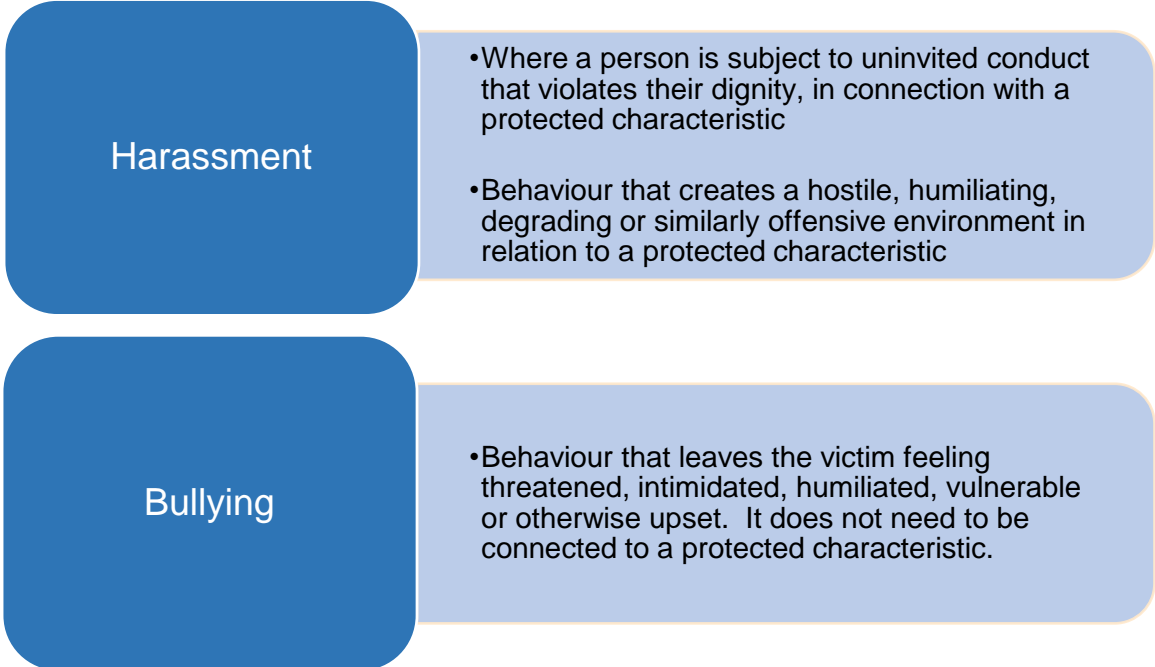 Harassment
•Where a person is subject to uninvited conduct
that violates their dignity, in connection with a
protected characteristic
•Behaviour that creates a hostile, humiliating,
degrading or similarly offensive environment in
relation to a protected characteristic
Bullying
•Behaviour that leaves the victim feeling
threatened, intimidated, humiliated, vulnerable
or otherwise upset.  It does not need to be
connected to a protected characteristic.